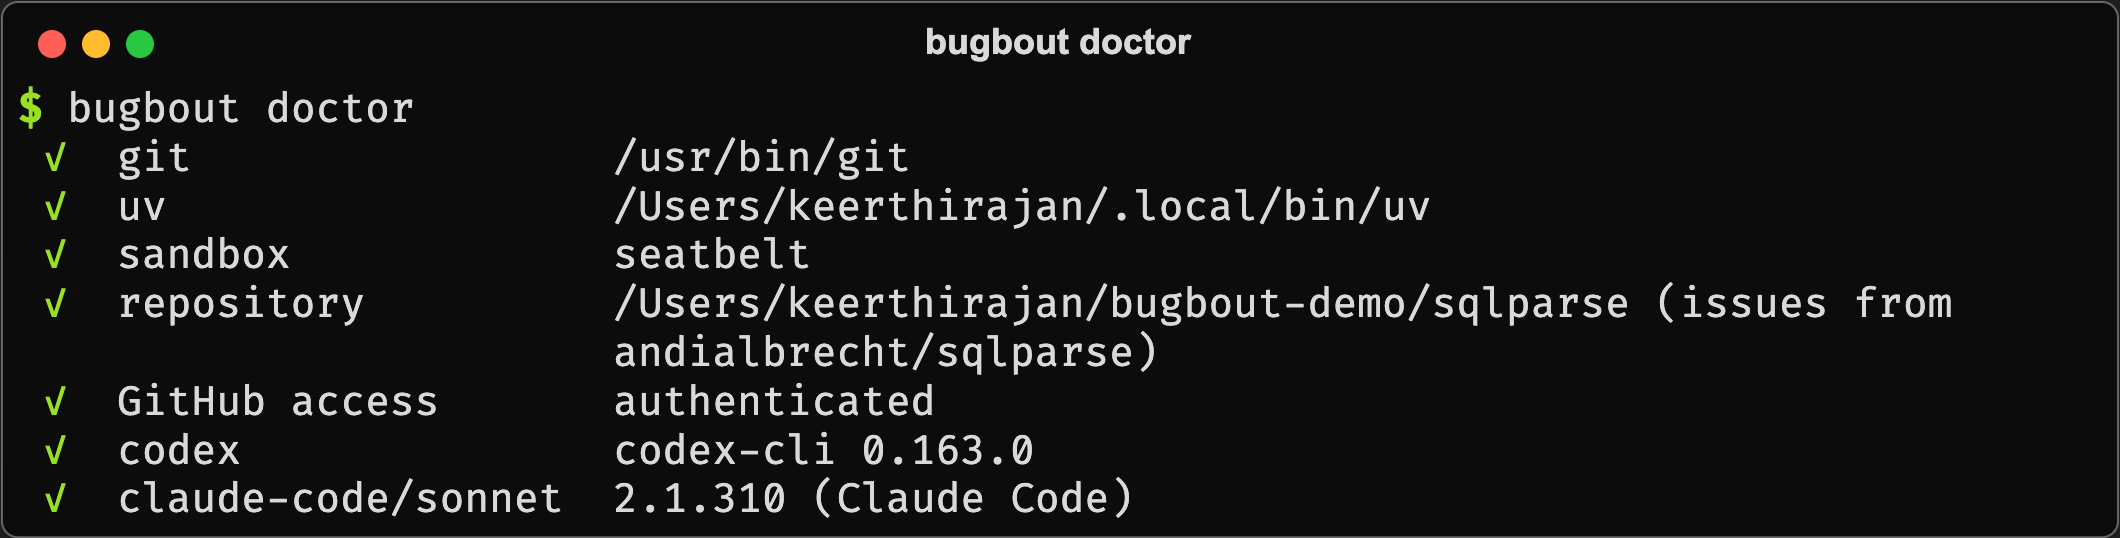 bugbout doctor
$ bugbout doctor
✓ git /usr/bin/git
✓ uv /Users/keerthirajan/.local/bin/uv
✓ sandbox seatbelt
✓ repository /Users/keerthirajan/bugbout-demo/sqlparse (issues from
andialbrecht/sqlparse)
✓ GitHub access authenticated
✓ codex codex-cli 0.163.0
✓ claude-code/sonnet 2.1.310 (Claude Code)